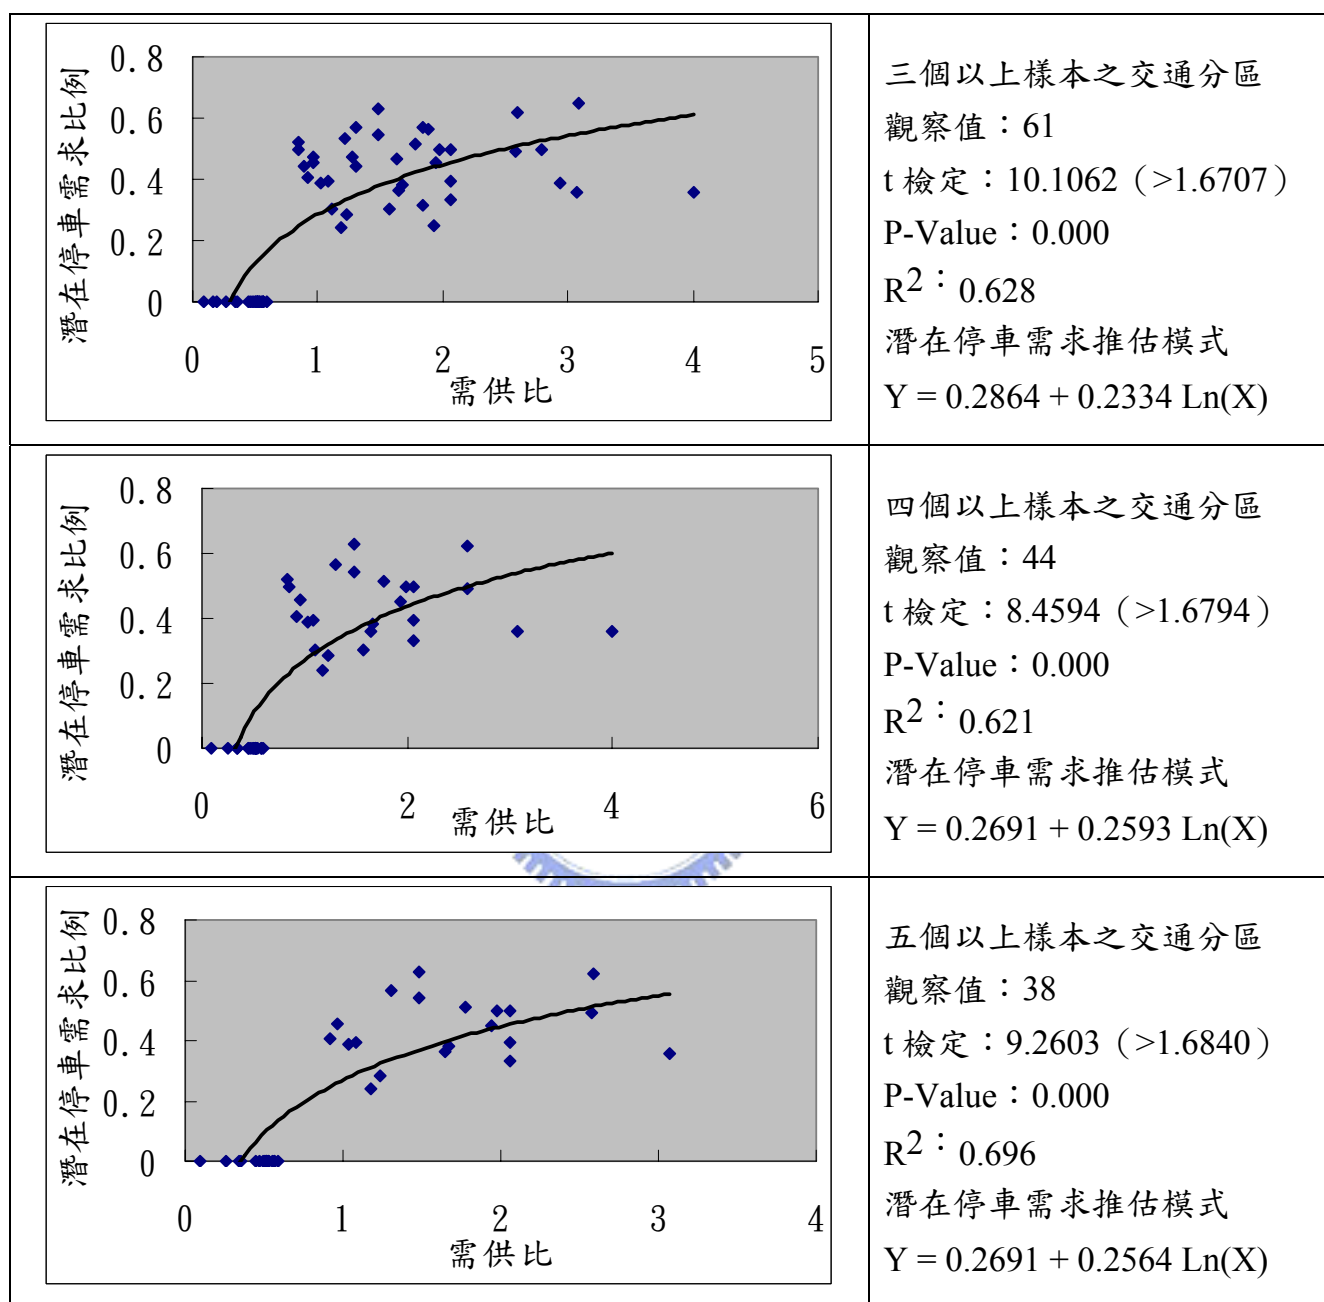 0.8
0.6
0.4
0.2
0
潛在停車需求比例
0 1 2 3 4 5
需供比
三個以上樣本之交通分區
觀察值：61
t 檢定：10.1062（>1.6707）
P-Value：0.000
R2：0.628
潛在停車需求推估模式
Y = 0.2864 + 0.2334 Ln(X)
0.8
0.6
0.4
0.2
0
潛在停車需求比例
0 2 4 6
需供比
四個以上樣本之交通分區
觀察值：44
t 檢定：8.4594（>1.6794）
P-Value：0.000
R2：0.621
潛在停車需求推估模式
Y = 0.2691 + 0.2593 Ln(X)
0.8
0.6
0.4
0.2
0
潛在停車需求比例
0 1 2 3 4
需供比
五個以上樣本之交通分區
觀察值：38
t 檢定：9.2603（>1.6840）
P-Value：0.000
R2：0.696
潛在停車需求推估模式
Y = 0.2691 + 0.2564 Ln(X)